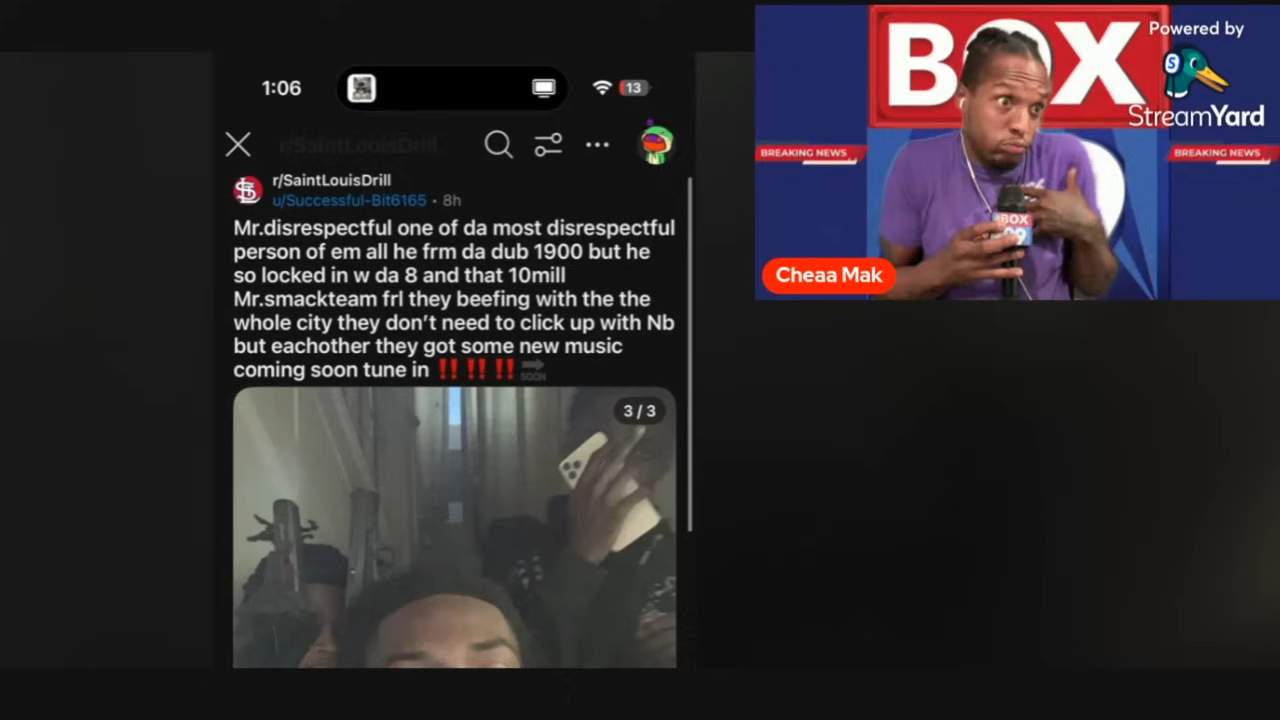 1:06
13
r/SaintLouisDrill
r/SaintLouisDrill
u/Successful-Bit6165 • 8h
Mr.disrespectful one of da most disrespectful
person of em all he frm da dub 1900 but he
so locked in w da 8 and that 10mill
Mr.smackteam frl they beefing with the the
whole city they don't need to click up with Nb
but eachother they got some new music
coming soon tune in ‼️ ‼️ ‼️ 🔜
3/3
BOX
Powered by
S
StreamYard
BREAKING NEWS
BREAKING NEWS
BOX
Cheaa Mak